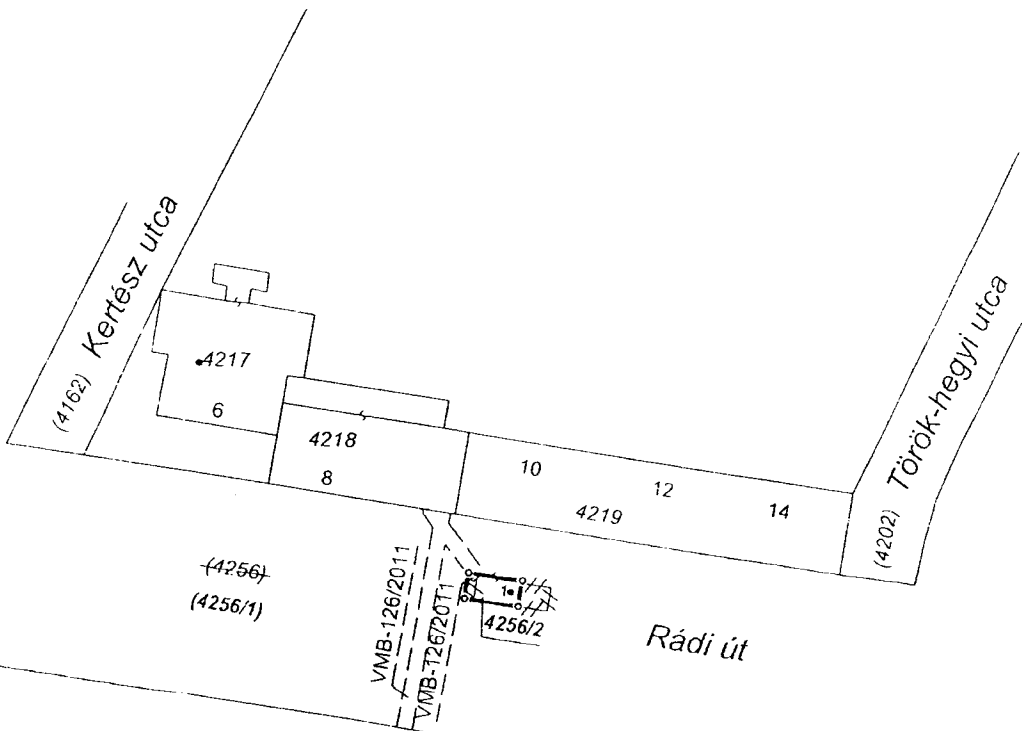 (4162) Kertész utca
4217
6
4218
8
10
12
14
4219
(4202) Török-hegyi utca
(4256)
(4256/1)
VMB-126/2011
VMB-126/2011
1
4256/2
Rádi út